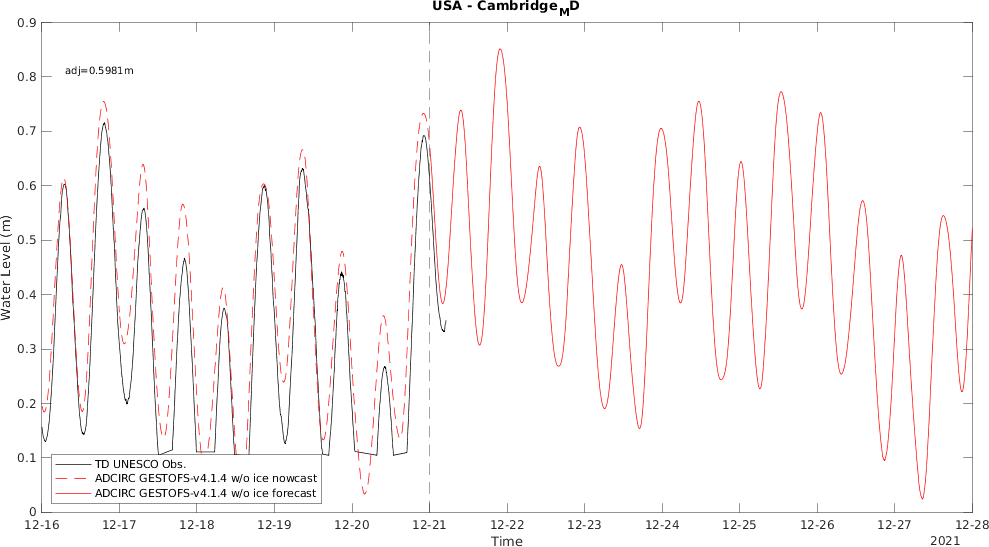 USA - Cambridge_MD
0.9
0.8
adj=0.5981m
0.7
0.6
0.5
0.4
0.3
0.2
0.1
0
Water Level (m)
TD UNESCO Obs.
ADCIRC GESTOFS-v4.1.4 w/o ice nowcast
ADCIRC GESTOFS-v4.1.4 w/o ice forecast
12-16 12-17 12-18 12-19 12-20 12-21 12-22 12-23 12-24 12-25 12-26 12-27 12-28
Time
2021